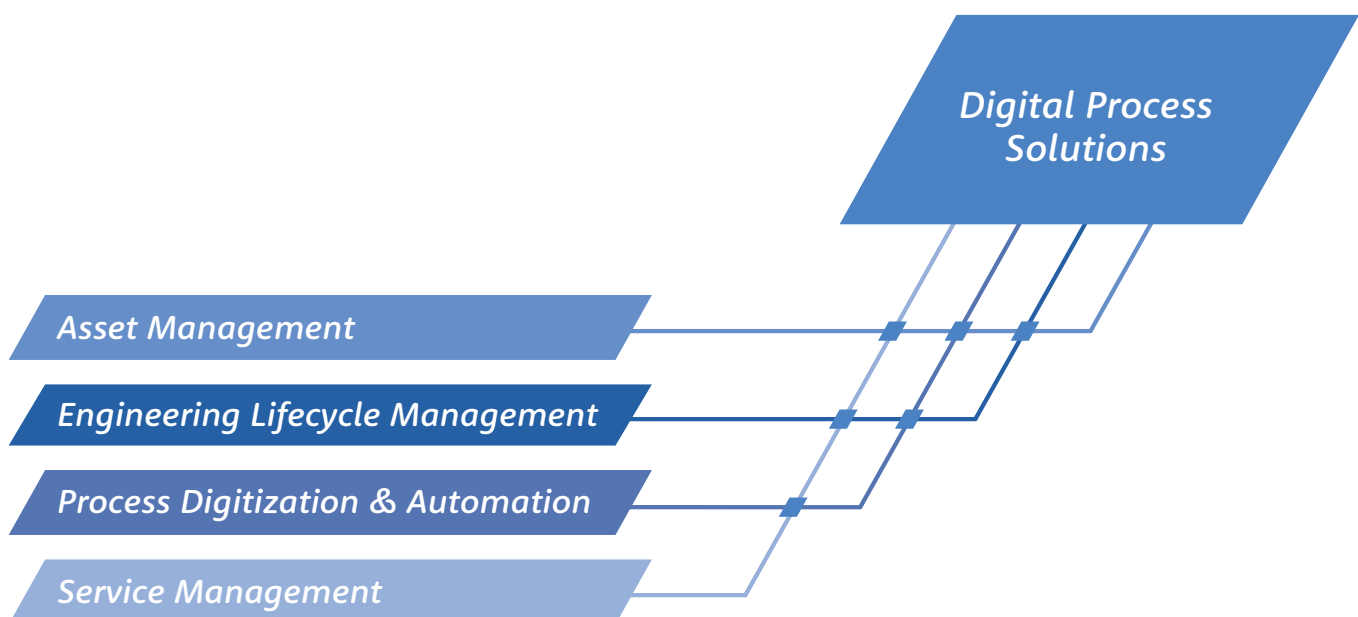 Digital Process
Solutions
Asset Management
Engineering Lifecycle Management
Process Digitization & Automation
Service Management